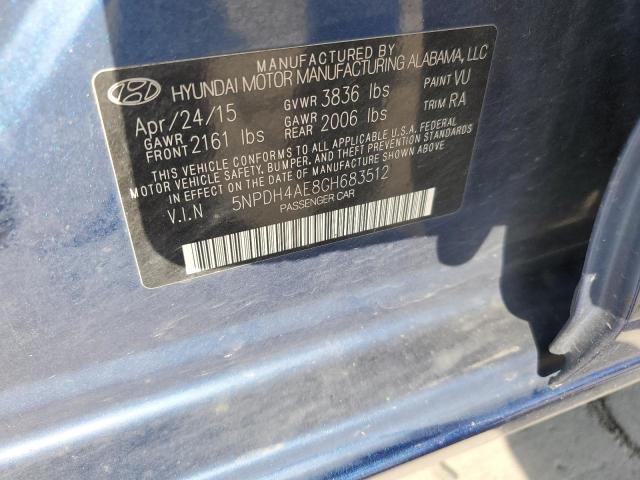 MANUFACTURED BY
HYUNDAI MOTOR MANUFACTURING ALABAMA, LLC
Apr/24/15 GVWR 3836 lbs PAINT VU
GAWR FRONT 2161 lbs GAWR REAR 2006 lbs TRIM RA
THIS VEHICLE CONFORMS TO ALL APPLICABLE U.S.A. FEDERAL
MOTOR VEHICLE SAFETY, BUMPER, AND THEFT PREVENTION STANDARDS
IN EFFECT ON THE DATE OF MANUFACTURE SHOWN ABOVE.
V.I.N 5NPDH4AE8GH683512
PASSENGER CAR